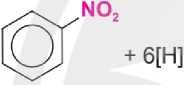 NO₂
+ 6[H]